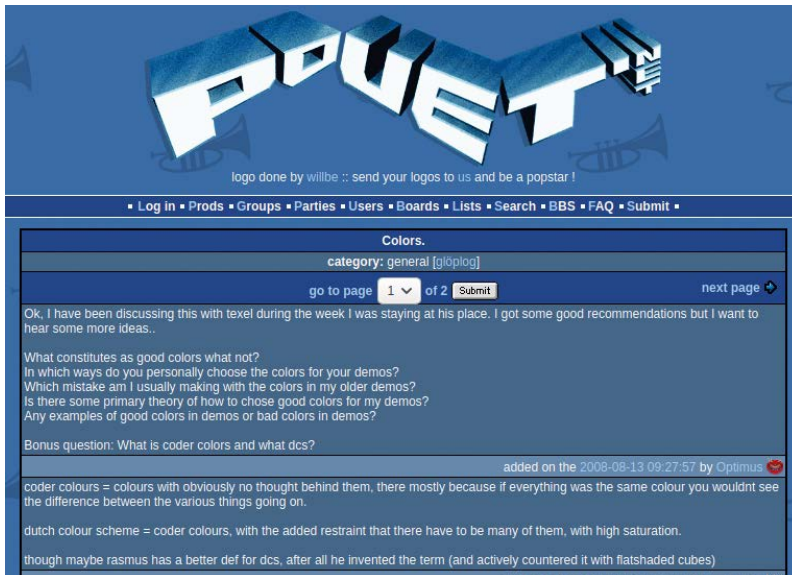 POUET.NET
logo done by willbe :: send your logos to us and be a popstar !
▪ Log in ▪ Prods ▪ Groups ▪ Parties ▪ Users ▪ Boards ▪ Lists ▪ Search ▪ BBS ▪ FAQ ▪ Submit ▪
Colors.
category: general [glöplog]
go to page 1 of 2 Submit next page
Ok, I have been discussing this with texel during the week I was staying at his place. I got some good recommendations but I want to
hear some more ideas..
What constitutes as good colors what not?
In which ways do you personally choose the colors for your demos?
Which mistake am I usually making with the colors in my older demos?
Is there some primary theory of how to chose good colors for my demos?
Any examples of good colors in demos or bad colors in demos?
Bonus question: What is coder colors and what dcs?
added on the 2008-08-13 09:27:57 by Optimus
coder colours = colours with obviously no thought behind them, there mostly because if everything was the same colour you wouldnt see
the difference between the various things going on.
dutch colour scheme = coder colours, with the added restraint that there have to be many of them, with high saturation.
though maybe rasmus has a better def for dcs, after all he invented the term (and actively countered it with flatshaded cubes)